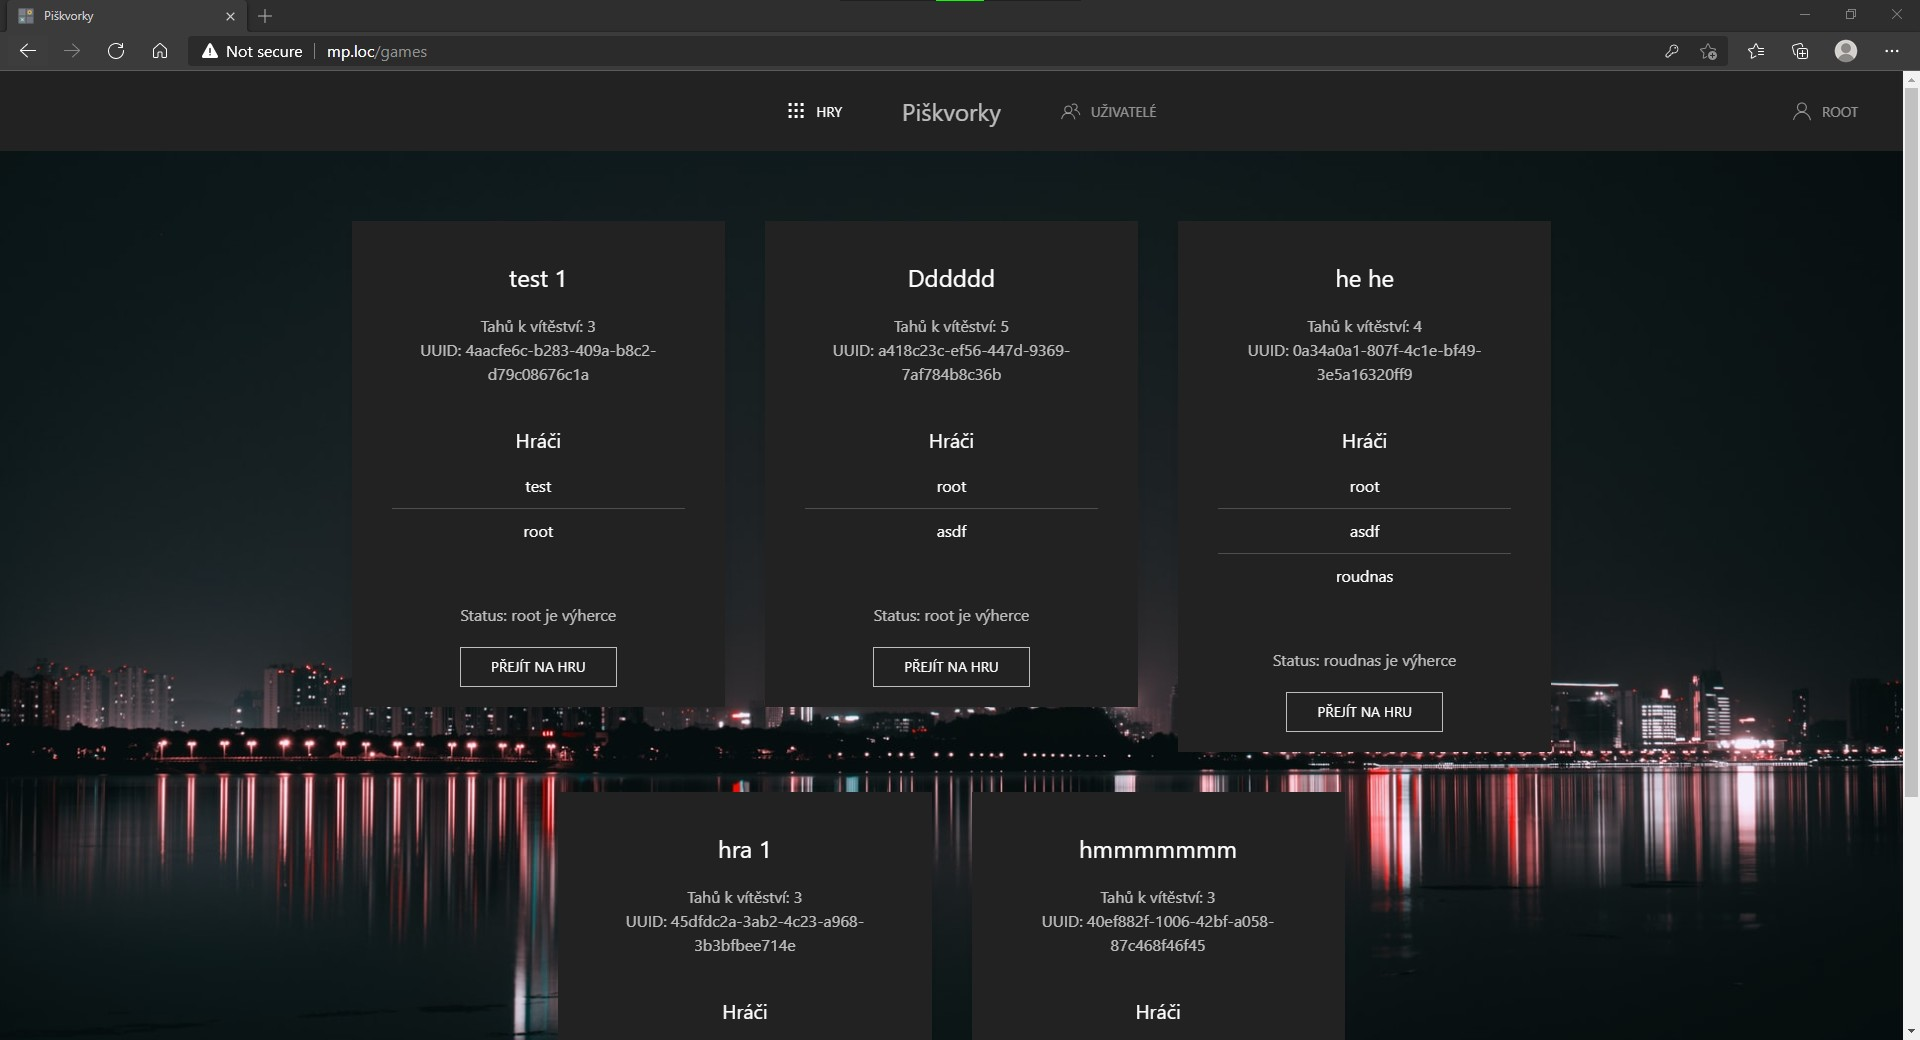 Piškvorky
Not secure mp.loc/games
HRY
Piškvorky
UŽIVATELÉ
ROOT
test 1
Tahů k vítěství: 3
UUID: 4aacfe6c-b283-409a-b8c2-
d79c08676c1a
Hráči
test
root
Status: root je výherce
PŘEJÍT NA HRU
Dddddd
Tahů k vítěství: 5
UUID: a418c23c-ef56-447d-9369-
7af784b8c36b
Hráči
root
asdf
Status: root je výherce
PŘEJÍT NA HRU
he he
Tahů k vítěství: 4
UUID: 0a34a0a1-807f-4c1e-bf49-
3e5a16320ff9
Hráči
root
asdf
roudnas
Status: roudnas je výherce
PŘEJÍT NA HRU
hra 1
Tahů k vítěství: 3
UUID: 45dfdc2a-3ab2-4c23-a968-
3b3bfbee714e
Hráči
hmmmmmmm
Tahů k vítěství: 3
UUID: 40ef882f-1006-42bf-a058-
87c468f46f45
Hráči